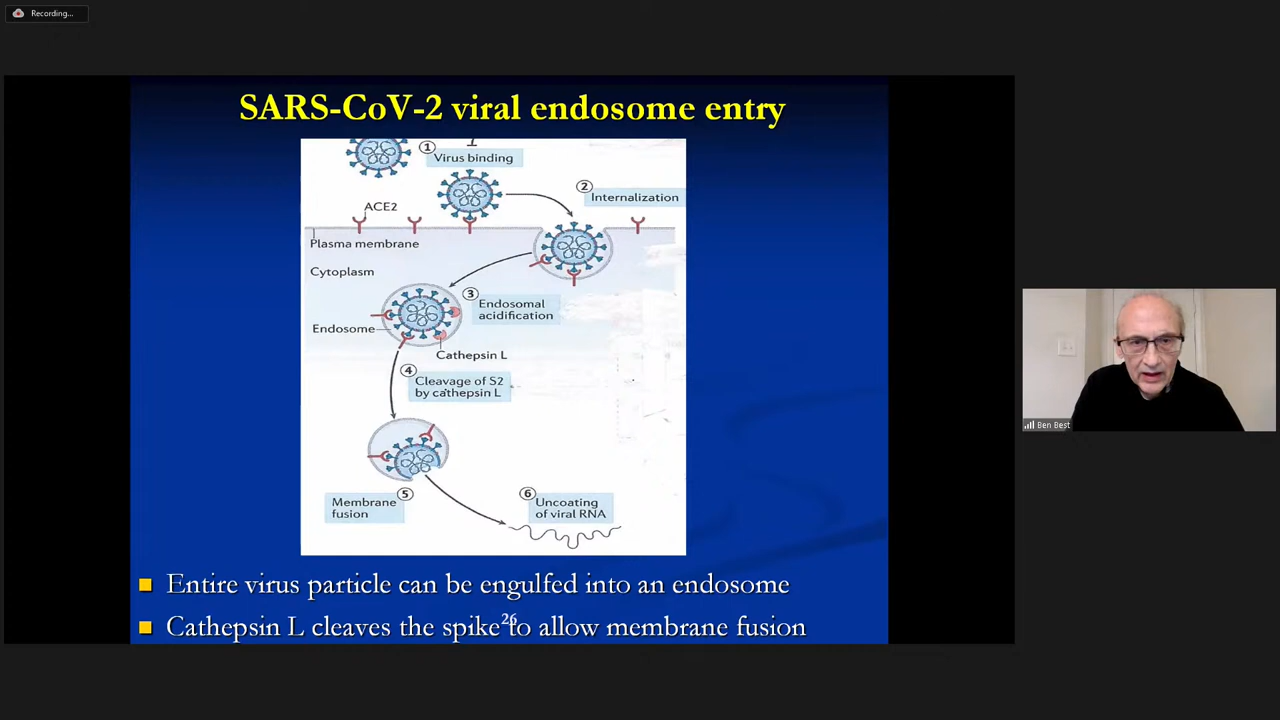 Recording...
SARS-CoV-2 viral endosome entry
1
Virus binding
2
Internalization
ACE2
Plasma membrane
Cytoplasm
3
Endosomal
acidification
Endosome
Cathepsin L
4
Cleavage of S2
by cathepsin L
5
Membrane
fusion
6
Uncoating
of viral RNA
Entire virus particle can be engulfed into an endosome
Cathepsin L cleaves the spike to allow membrane fusion
26
Ben Best